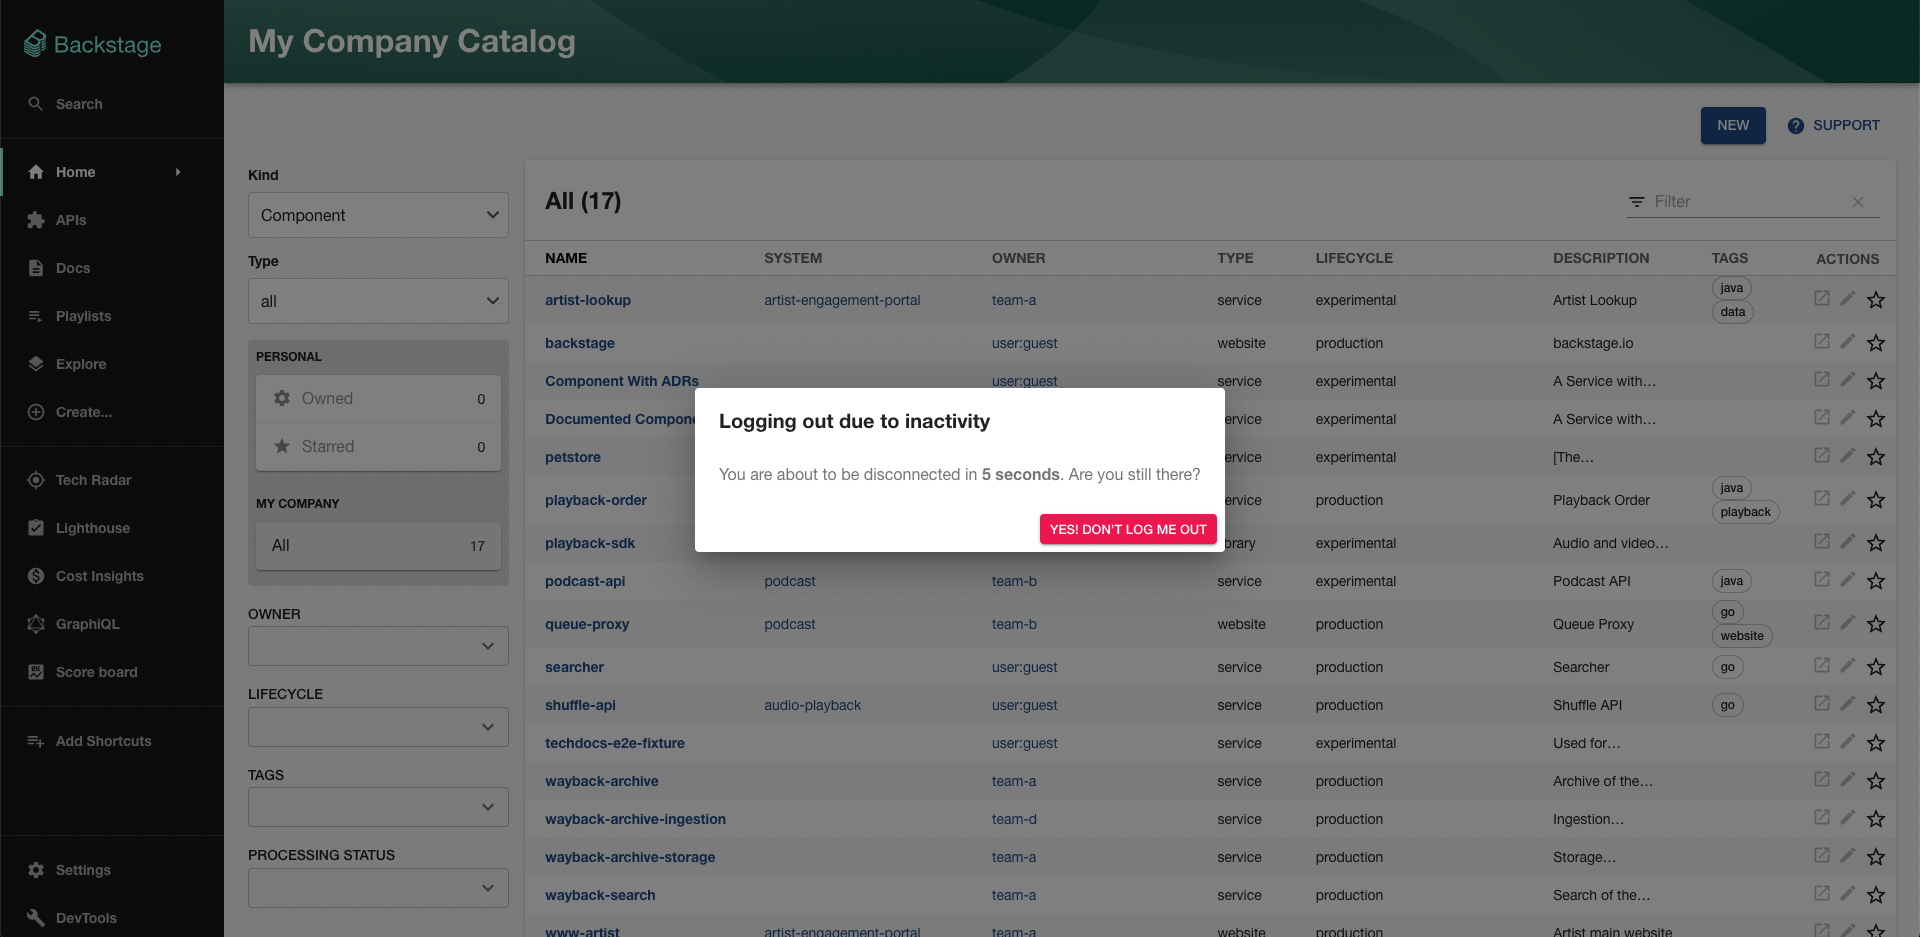 Backstage
Search
Home
APIs
Docs
Playlists
Explore
Create...
Tech Radar
Lighthouse
Cost Insights
GraphiQL
Score board
Add Shortcuts
Settings
DevTools
My Company Catalog
NEW
SUPPORT
Kind
Component
Type
all
PERSONAL
Owned 0
Starred 0
MY COMPANY
All 17
OWNER
LIFECYCLE
TAGS
PROCESSING STATUS
All (17)
Filter
NAME SYSTEM OWNER TYPE LIFECYCLE DESCRIPTION TAGS ACTIONS
artist-lookup artist-engagement-portal team-a service experimental Artist Lookup java data
backstage user:guest website production backstage.io
Component With ADRs user:guest service experimental A Service with...
Documented experimental A Service with...
petstore experimental [The...
playback-order production Playback Order java playback
playback-sdk experimental Audio and video...
podcast-api podcast team-b service experimental Podcast API java
queue-proxy podcast team-b website production Queue Proxy go website
searcher user:guest service production Searcher go
shuffle-api audio-playback user:guest service production Shuffle API go
techdocs-e2e-fixture user:guest service experimental Used for...
wayback-archive team-a service production Archive of the...
wayback-archive-ingestion team-d service production Ingestion...
wayback-archive-storage team-a service production Storage...
wayback-search team-a service production Search of the...
www-artist artist-engagement-portal team-a website production Artist main website
Logging out due to inactivity
You are about to be disconnected in 5 seconds. Are you still there?
YES! DON'T LOG ME OUT